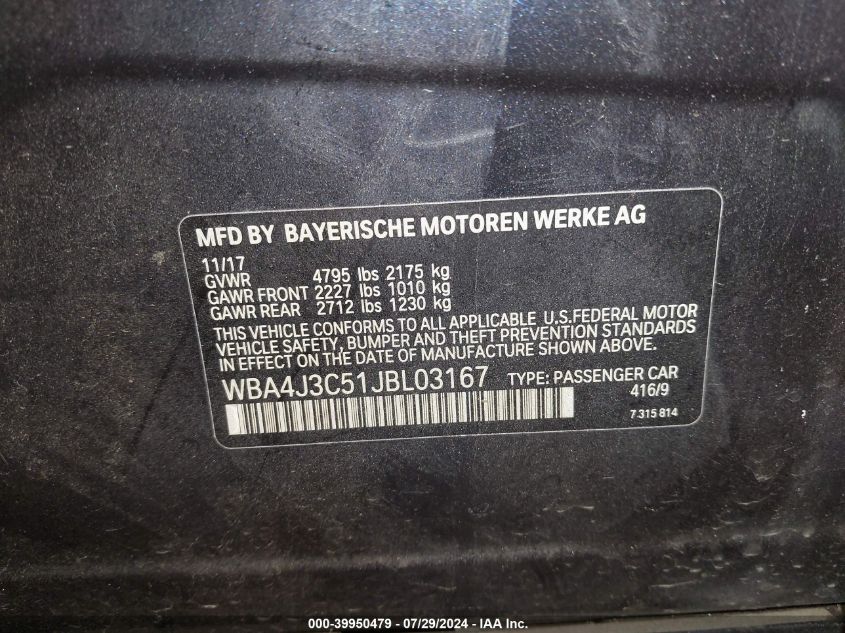 MFD BY BAYERISCHE MOTOREN WERKE AG
11/17
GVWR 4795 lbs 2175 kg
GAWR FRONT 2227 lbs 1010 kg
GAWR REAR 2712 lbs 1230 kg
THIS VEHICLE CONFORMS TO ALL APPLICABLE U.S.FEDERAL MOTOR
VEHICLE SAFETY, BUMPER AND THEFT PREVENTION STANDARDS
IN EFFECT ON THE DATE OF MANUFACTURE SHOWN ABOVE.
WBA4J3C51JBL03167 TYPE: PASSENGER CAR
416/9
7 315 814
000-39950479 - 07/29/2024 - IAA Inc.